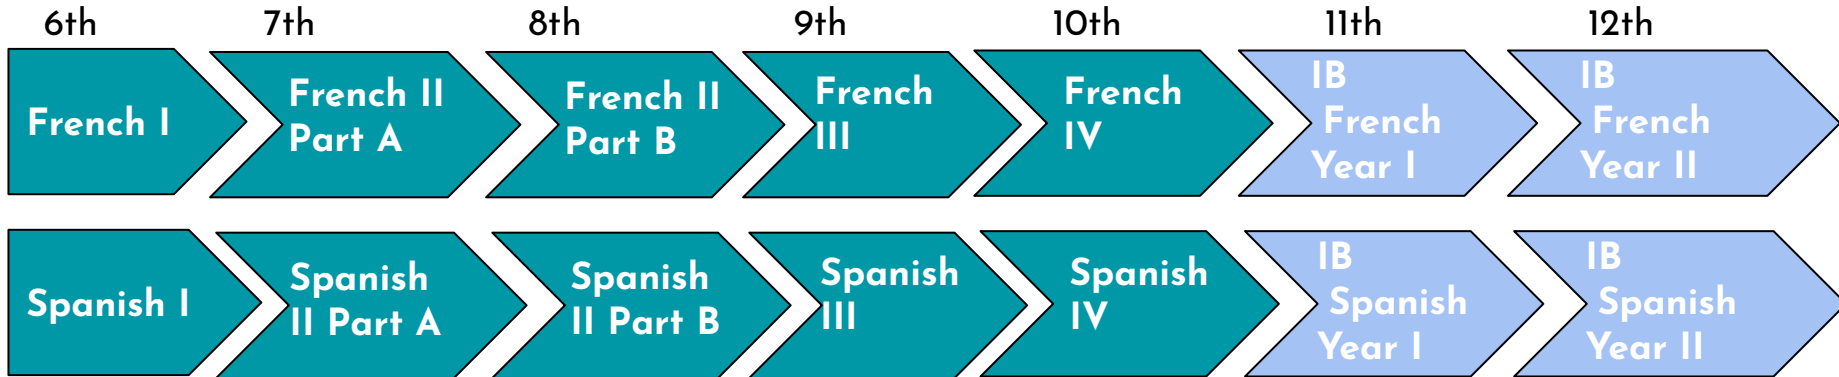 6th 7th 8th 9th 10th 11th 12th
French I
French II
Part A
French II
Part B
French
III
French
IV
IB
French
Year I
IB
French
Year II
Spanish I
Spanish
II Part A
Spanish
II Part B
Spanish
III
Spanish
IV
IB
Spanish
Year I
IB
Spanish
Year II